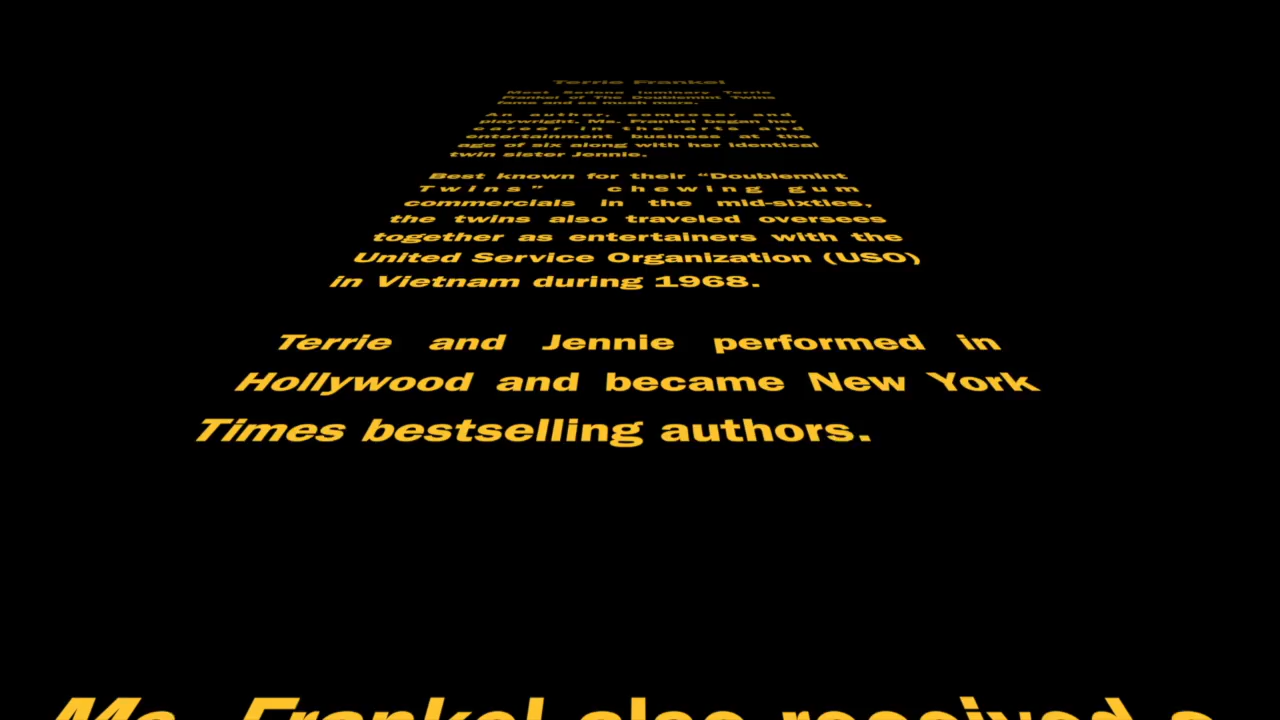 Terrie Frankel
Meet Sedona luminary Terrie
Frankel of The Doublemint Twins
fame and so much more.
An author, composer and
playwright, Ms. Frankel began her
career in the arts and
entertainment business at the
age of six along with her identical
twin sister Jennie.
Best known for their “Doublemint
Twins” chewing gum
commercials in the mid-sixties,
the twins also traveled oversees
together as entertainers with the
United Service Organization (USO)
in Vietnam during 1968.
Terrie and Jennie performed in
Hollywood and became New York
Times bestselling authors.
Ms. Frankel also received a